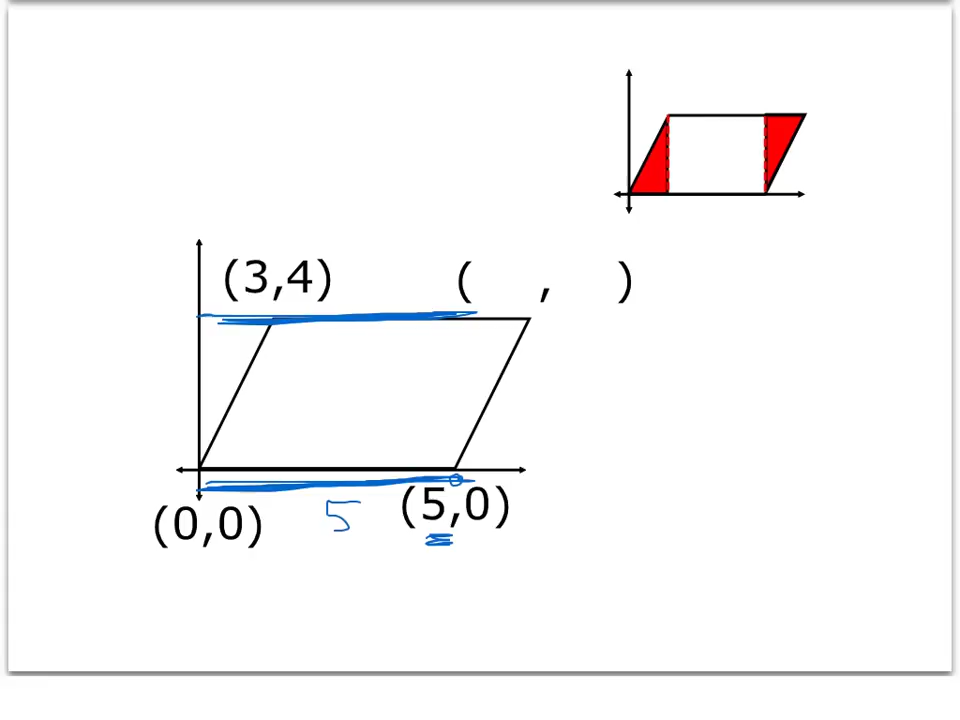 (3,4) ( , )
(0,0) 5 (5,0)